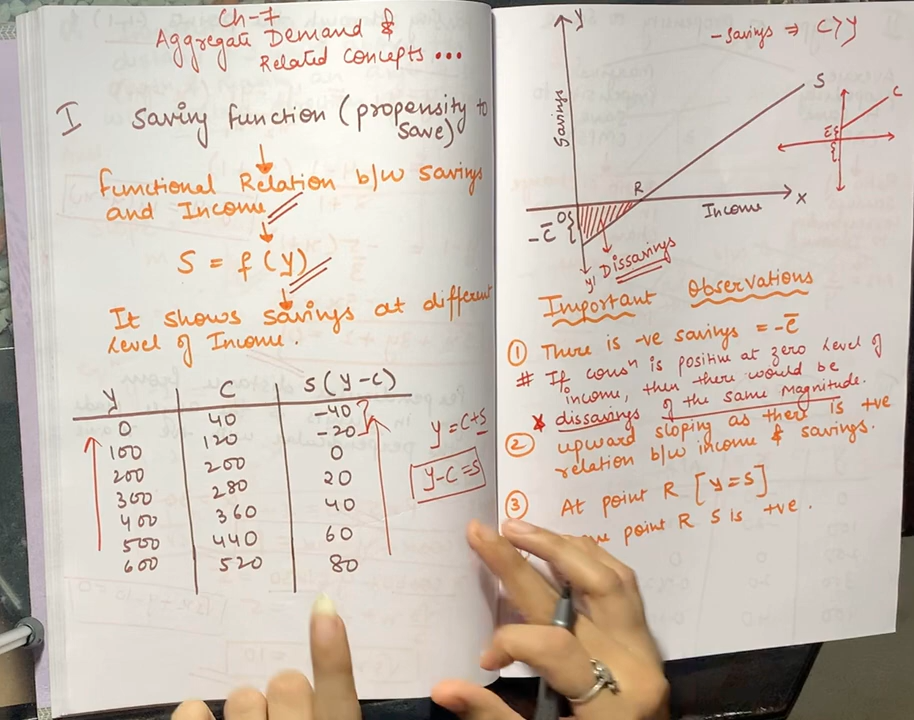 Ch-7
Aggregate Demand &
Related concepts ...
I Saving function (propensity to
Save)
functional Relation b/w savings
and Income
S = f (y)
It shows savings at different
Level of Income.
y C S (y-c)
0 40 -40 ?
100 120 -20
200 200 0
300 280 20
400 360 40
500 440 60
600 520 80
y = c+s
y-c=s
y
- savings ⇒ C>y
Savings
S
C
C̄
R
O
-C̄
Income
X
y'
Dissavings
Important Observations
① There is -ve savings = -C̄
# If consⁿ is positive at zero level of
income, then there would be
* dissavings of the same magnitude.
② upward sloping as there is +ve
relation b/w income & savings.
③ At point R [y=s]
point R S is +ve.